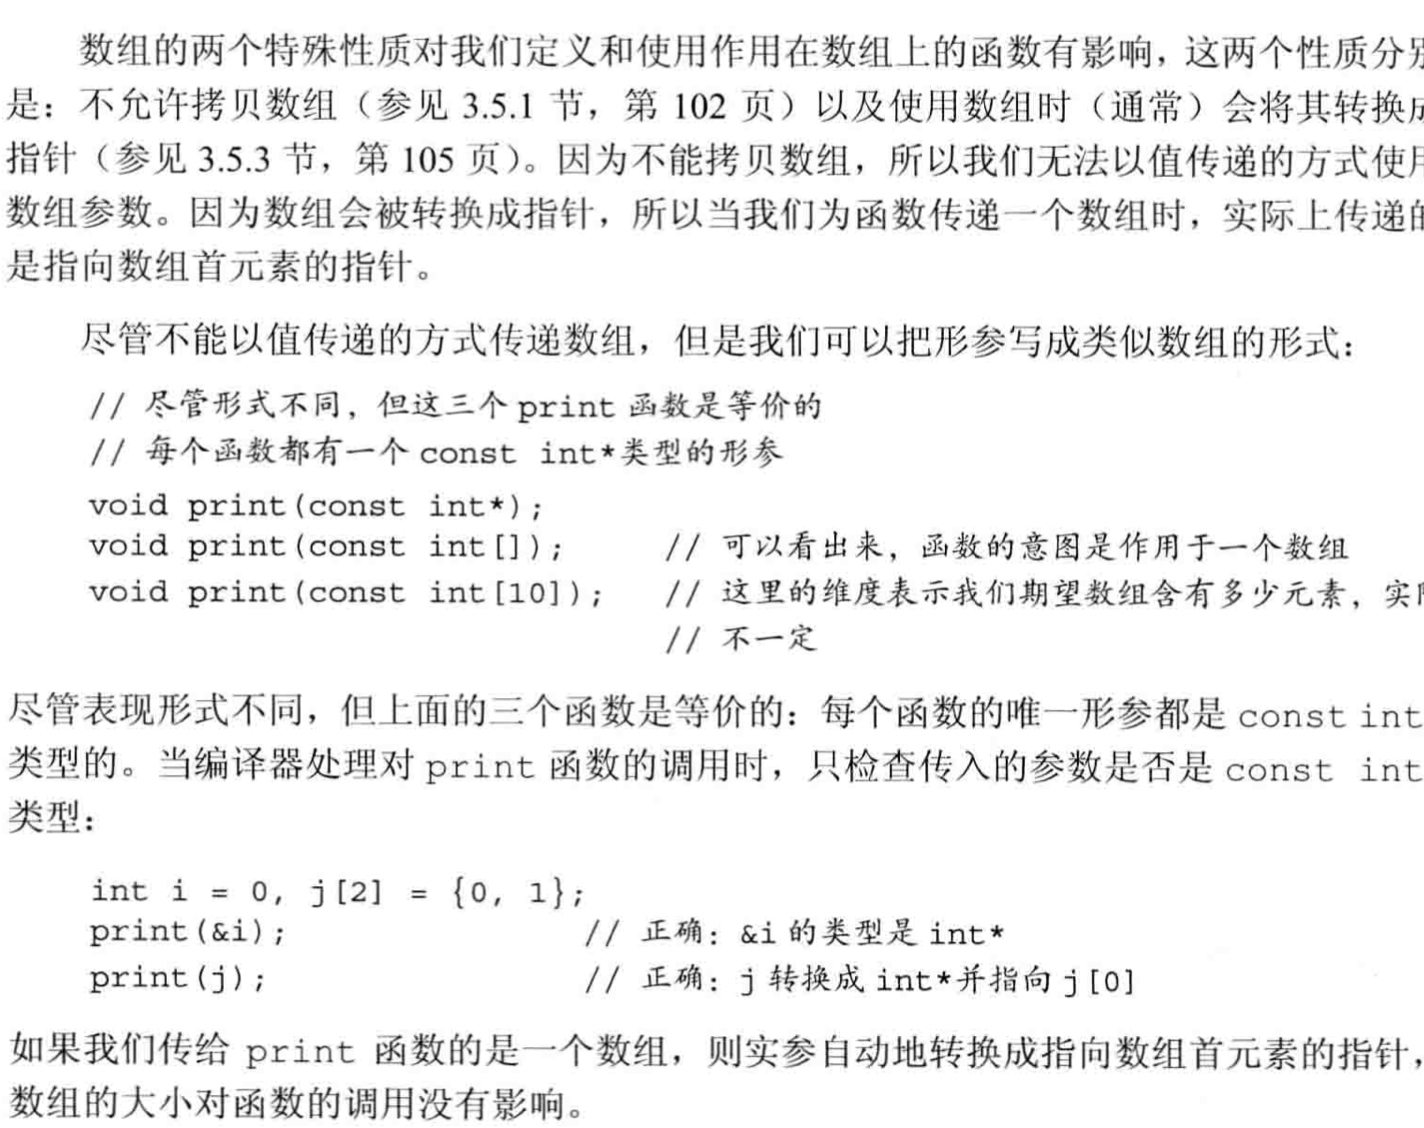 数组的两个特殊性质对我们定义和使用作用在数组上的函数有影响，这两个性质分别
是：不允许拷贝数组（参见 3.5.1 节，第 102 页）以及使用数组时（通常）会将其转换成
指针（参见 3.5.3 节，第 105 页）。因为不能拷贝数组，所以我们无法以值传递的方式使用
数组参数。因为数组会被转换成指针，所以当我们为函数传递一个数组时，实际上传递的
是指向数组首元素的指针。
尽管不能以值传递的方式传递数组，但是我们可以把形参写成类似数组的形式：
// 尽管形式不同，但这三个 print 函数是等价的
// 每个函数都有一个 const int*类型的形参
void print(const int*);
void print(const int[]); // 可以看出来，函数的意图是作用于一个数组
void print(const int[10]); // 这里的维度表示我们期望数组含有多少元素，实际
// 不一定
尽管表现形式不同，但上面的三个函数是等价的：每个函数的唯一形参都是 const int
类型的。当编译器处理对 print 函数的调用时，只检查传入的参数是否是 const int
类型：
int i = 0, j[2] = {0, 1};
print(&i); // 正确：&i 的类型是 int*
print(j); // 正确：j 转换成 int*并指向 j[0]
如果我们传给 print 函数的是一个数组，则实参自动地转换成指向数组首元素的指针，
数组的大小对函数的调用没有影响。